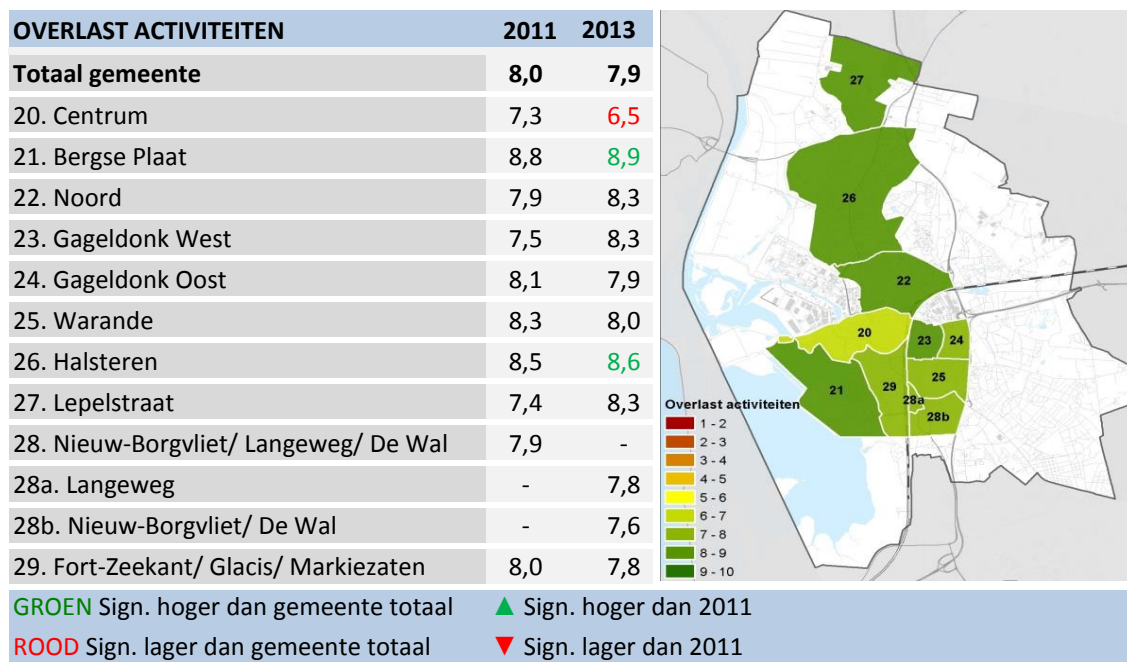 OVERLAST ACTIVITEITEN 2011 2013
Totaal gemeente 8,0 7,9
20. Centrum 7,3 6,5
21. Bergse Plaat 8,8 8,9
22. Noord 7,9 8,3
23. Gageldonk West 7,5 8,3
24. Gageldonk Oost 8,1 7,9
25. Warande 8,3 8,0
26. Halsteren 8,5 8,6
27. Lepelstraat 7,4 8,3
28. Nieuw-Borgvliet/ Langeweg/ De Wal 7,9 -
28a. Langeweg - 7,8
28b. Nieuw-Borgvliet/ De Wal - 7,6
29. Fort-Zeekant/ Glacis/ Markiezaten 8,0 7,8
GROEN Sign. hoger dan gemeente totaal ▲ Sign. hoger dan 2011
ROOD Sign. lager dan gemeente totaal ▼ Sign. lager dan 2011
27
26
22
20
23
24
21
29
25
28a
28b
Overlast activiteiten
1 - 2
2 - 3
3 - 4
4 - 5
5 - 6
6 - 7
7 - 8
8 - 9
9 - 10